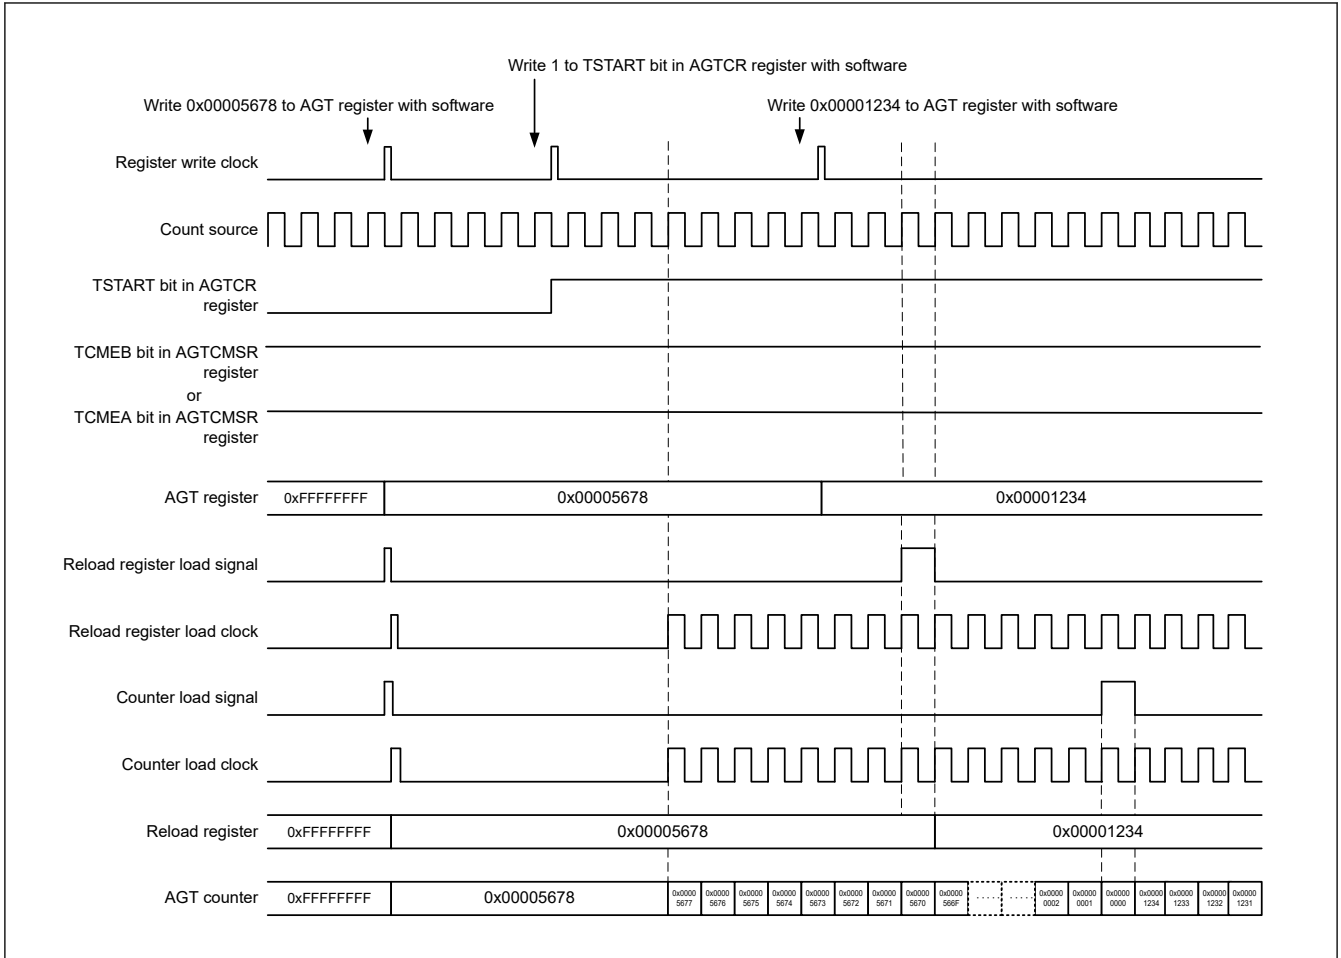 Write 1 to TSTART bit in AGTCR register with software
Write 0x00005678 to AGT register with software
Write 0x00001234 to AGT register with software
Register write clock
Count source
TSTART bit in AGTCR
register
TCMEB bit in AGTCMSR
register
or
TCMEA bit in AGTCMSR
register
AGT register
0xFFFFFFFF
0x00005678
0x00001234
Reload register load signal
Reload register load clock
Counter load signal
Counter load clock
Reload register
0xFFFFFFFF
0x00005678
0x00001234
AGT counter
0xFFFFFFFF
0x00005678
0x0000
5677
0x0000
5676
0x0000
5675
0x0000
5674
0x0000
5673
0x0000
5672
0x0000
5671
0x0000
5670
0x0000
566F
0x0000
0002
0x0000
0001
0x0000
0000
0x0000
1234
0x0000
1233
0x0000
1232
0x0000
1231